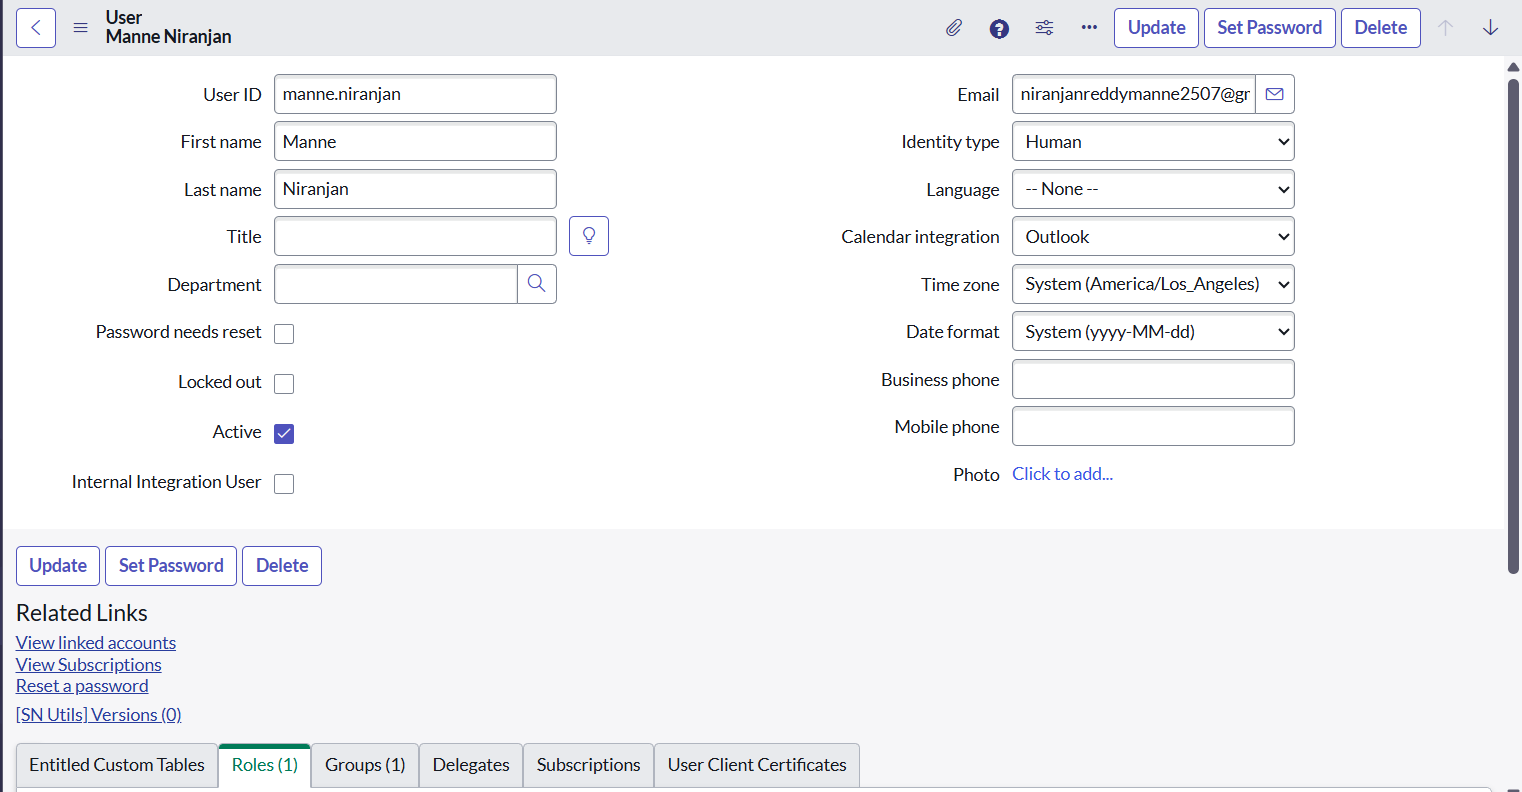 User
Manne Niranjan
Update
Set Password
Delete
User ID
manne.niranjan
First name
Manne
Last name
Niranjan
Title
Department
Password needs reset
Locked out
Active
Internal Integration User
Email
niranjanreddymanne2507@gr
Identity type
Human
Language
-- None --
Calendar integration
Outlook
Time zone
System (America/Los_Angeles)
Date format
System (yyyy-MM-dd)
Business phone
Mobile phone
Photo
Click to add...
Update
Set Password
Delete
Related Links
View linked accounts
View Subscriptions
Reset a password
[SN Utils] Versions (0)
Entitled Custom Tables
Roles (1)
Groups (1)
Delegates
Subscriptions
User Client Certificates